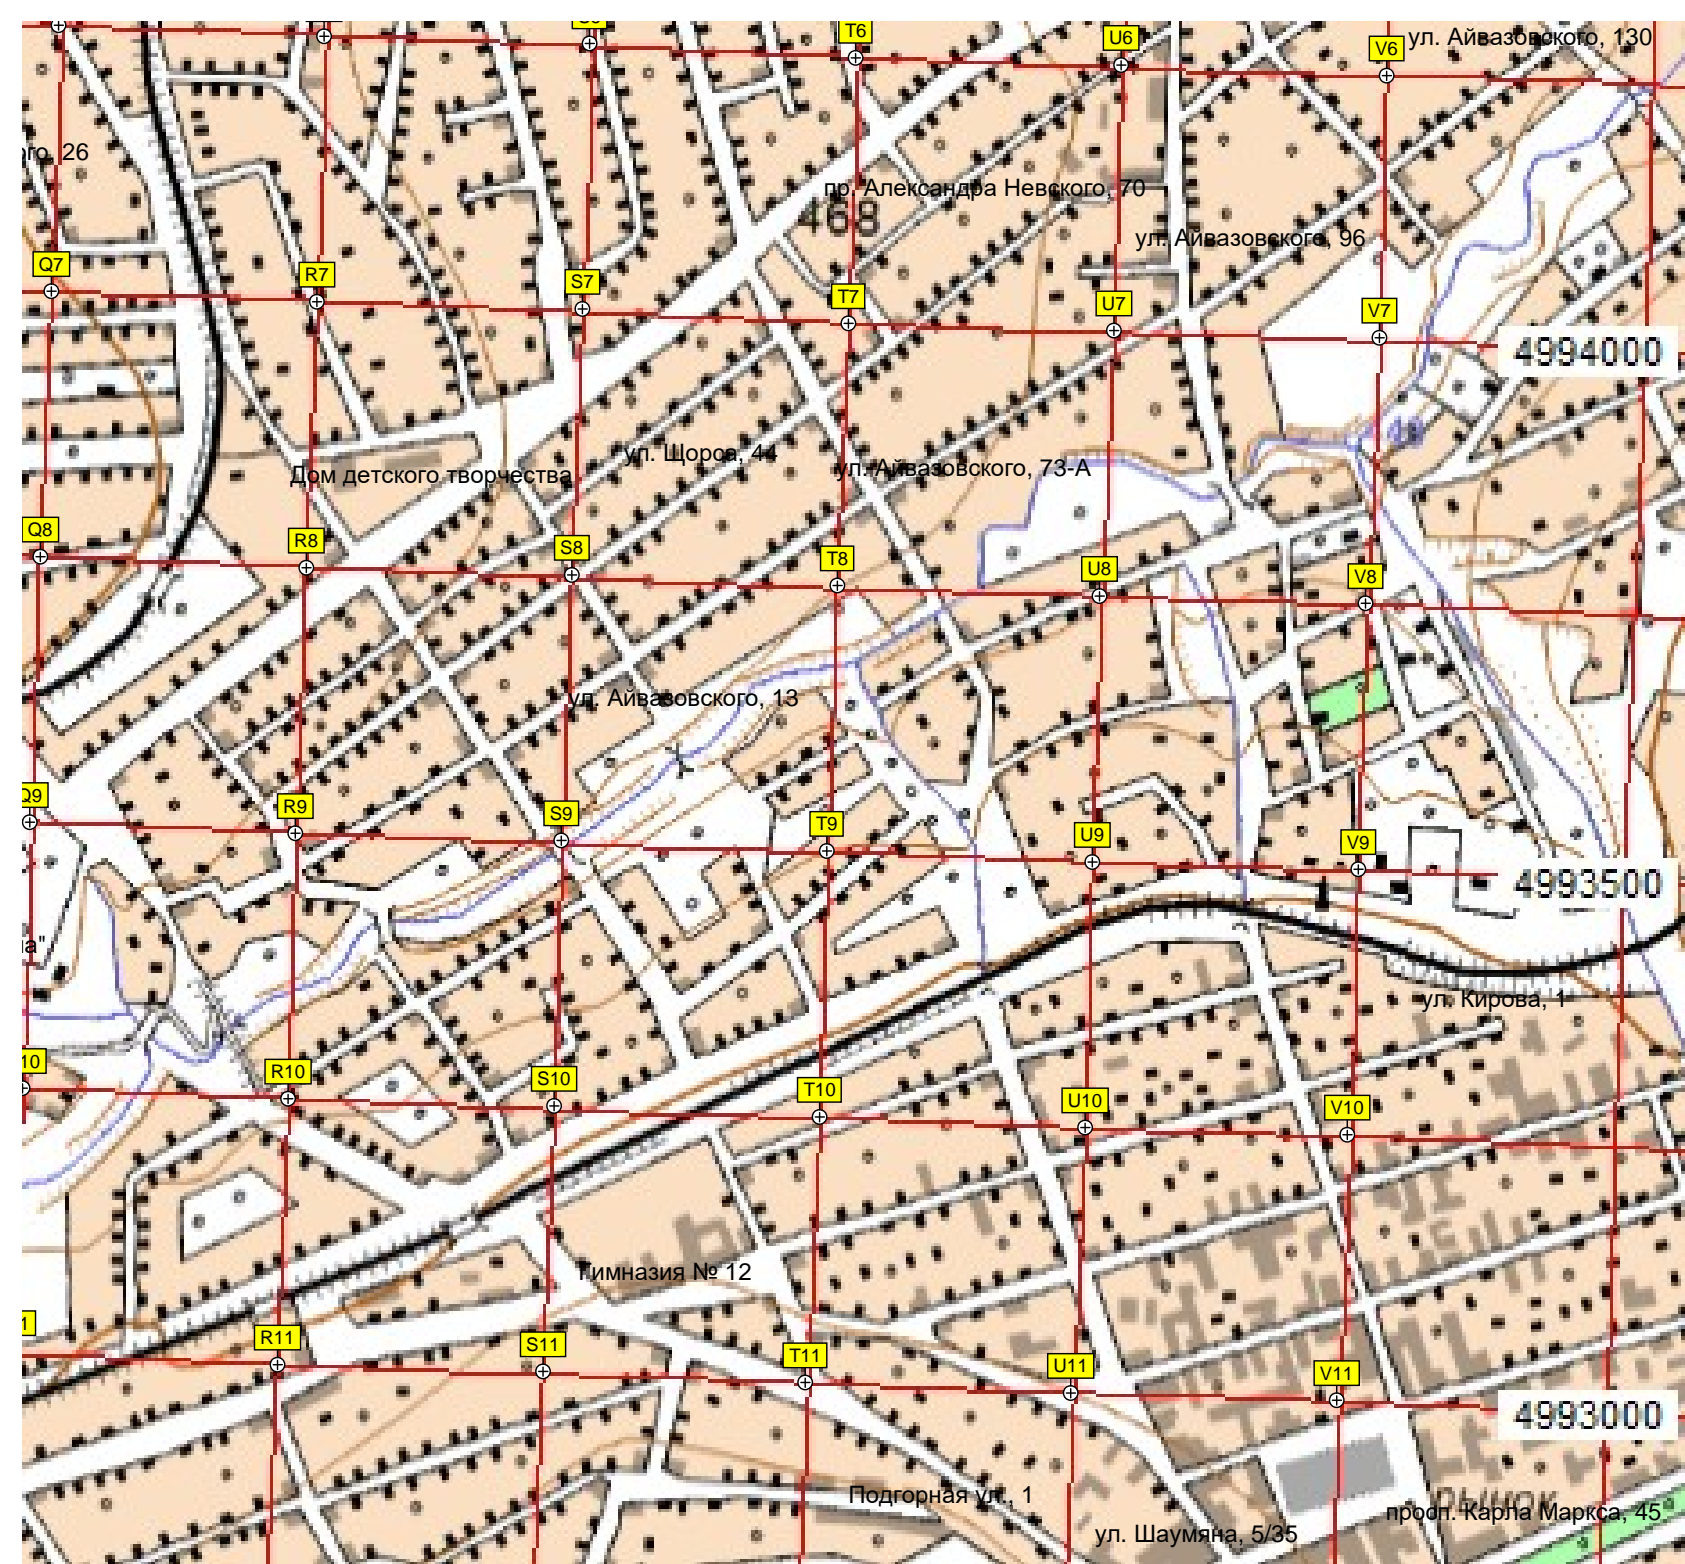 T6
U6
V6
ул. Айвазовского, 130
26
пр. Александра Невского, 70
468
ул. Айвазовского, 96
Q7
R7
S7
T7
U7
V7
4994000
ул. Щорса, 44
ул. Айвазовского, 73-А
Дом детского творчества
Q8
R8
S8
T8
U8
V8
ул. Айвазовского, 13
Q9
R9
S9
T9
U9
V9
4993500
а"
ул. Кирова, 1
10
R10
S10
T10
U10
V10
Гимназия № 12
1
R11
S11
T11
U11
V11
4993000
Подгорная ул., 1
рынок
просп. Карла Маркса, 45
ул. Шаумяна, 5/35